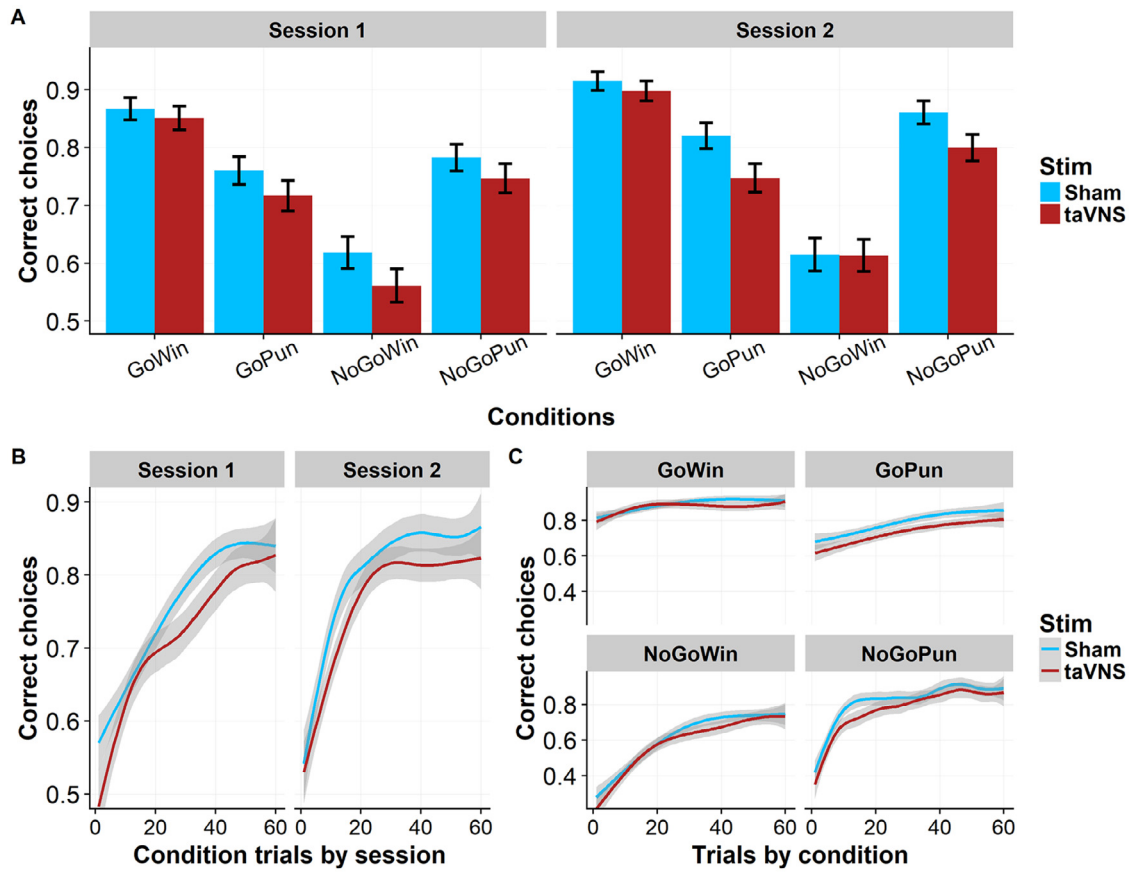 A
Session 1
Session 2
Correct choices
0.9
0.8
0.7
0.6
0.5
GoWin
GoPun
NoGoWin
NoGoPun
GoWin
GoPun
NoGoWin
NoGoPun
Conditions
Stim
Sham
taVNS
B
Session 1
Session 2
Correct choices
0.9
0.8
0.7
0.6
0.5
0 20 40 60 0 20 40 60
Condition trials by session
C
GoWin
GoPun
Correct choices
0.8
0.6
0.4
NoGoWin
NoGoPun
0.8
0.6
0.4
0 20 40 60 0 20 40 60
Trials by condition
Stim
Sham
taVNS